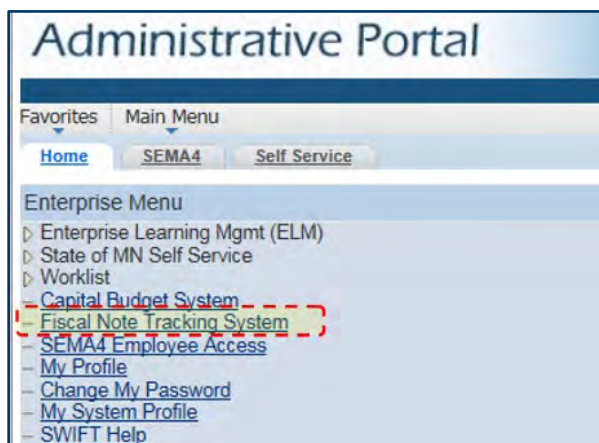 Administrative Portal
Favorites Main Menu
Home SEMA4 Self Service
Enterprise Menu
Enterprise Learning Mgmt (ELM)
State of MN Self Service
Worklist
Capital Budget System
Fiscal Note Tracking System
SEMA4 Employee Access
My Profile
Change My Password
My System Profile
SWIFT Help